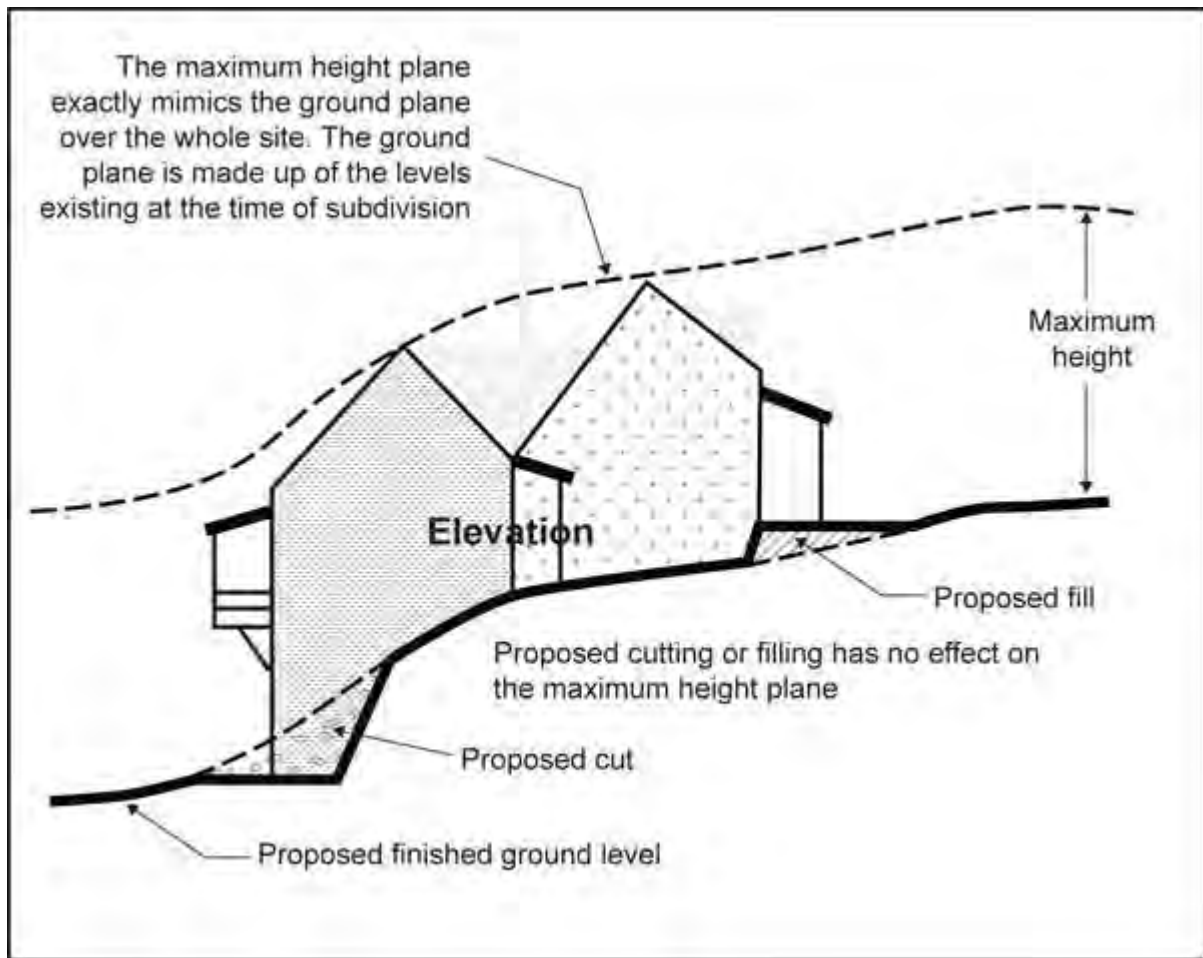 The maximum height plane
exactly mimics the ground plane
over the whole site. The ground
plane is made up of the levels
existing at the time of subdivision
Maximum
height
Elevation
Proposed fill
Proposed cutting or filling has no effect on
the maximum height plane
Proposed cut
Proposed finished ground level